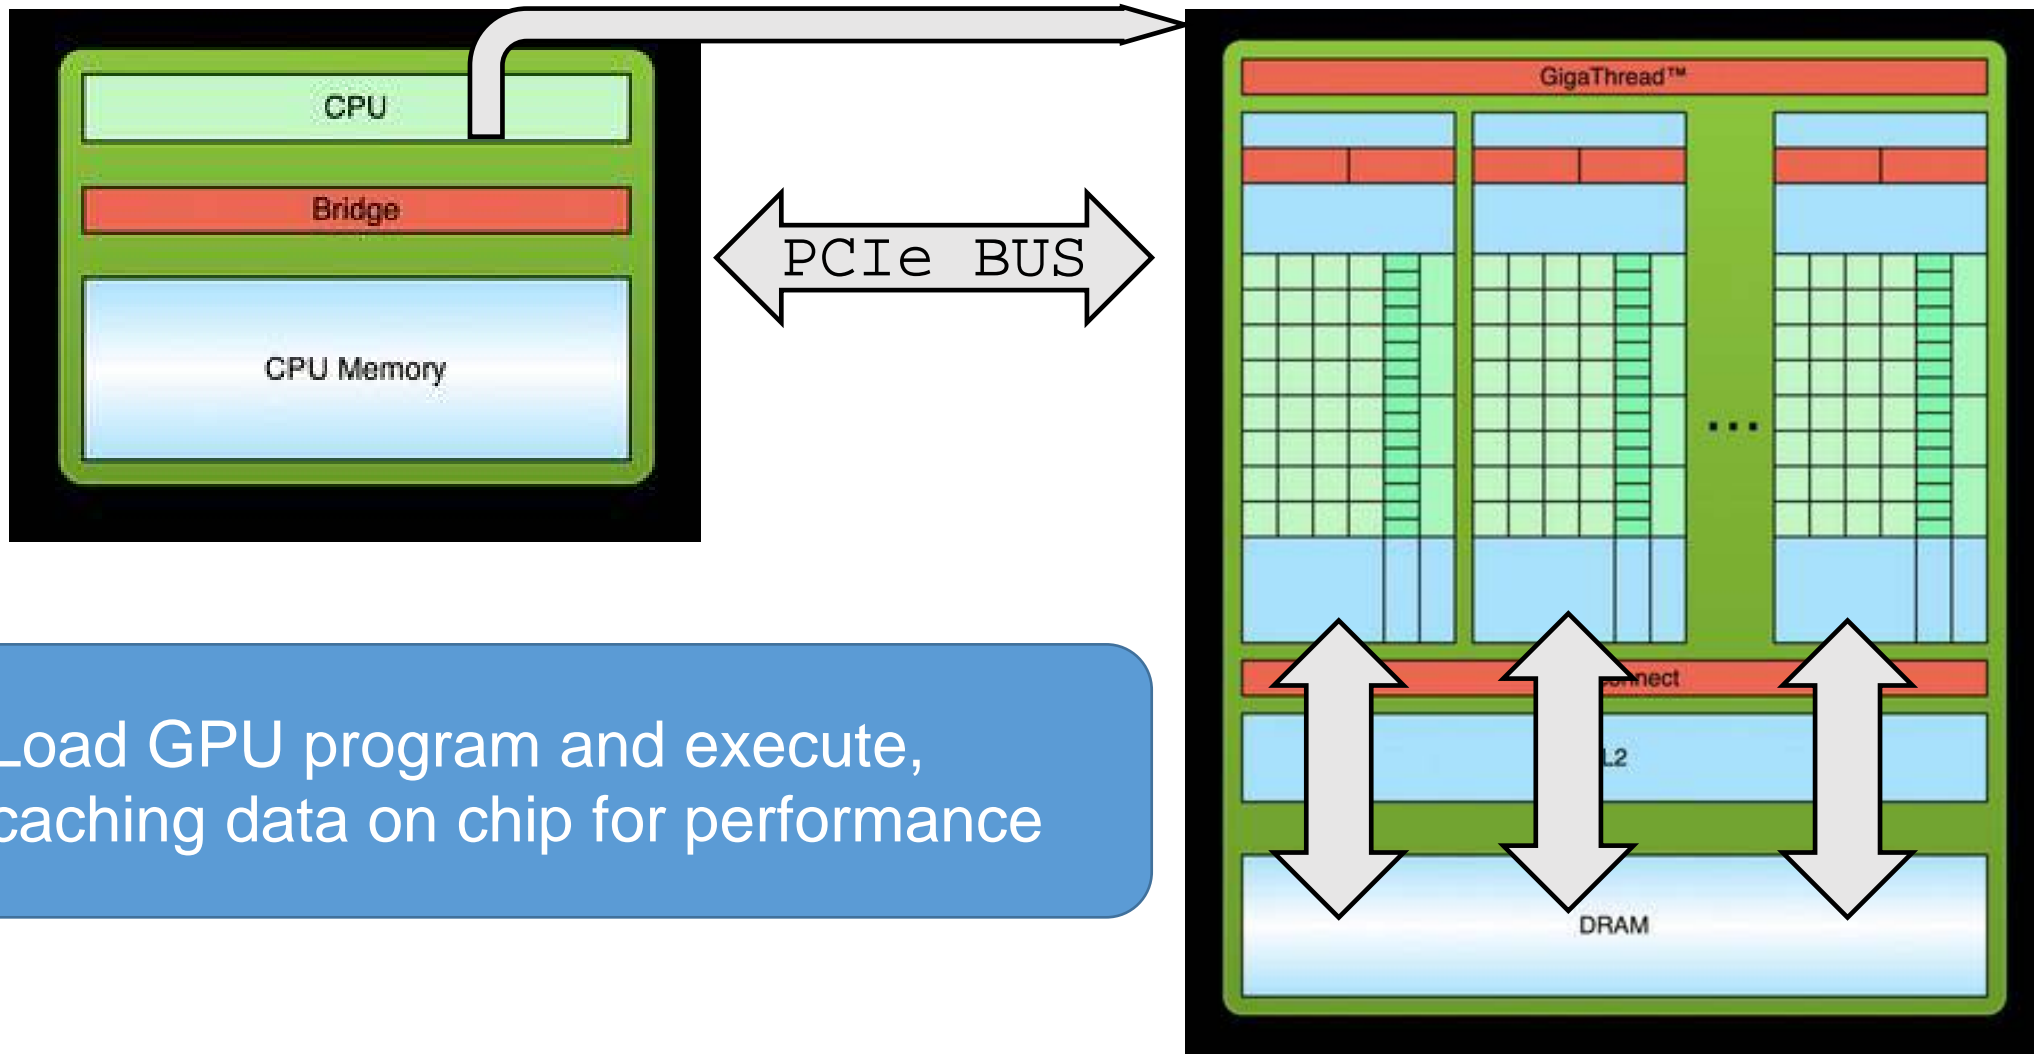 CPU
Bridge
CPU Memory
PCIe BUS
GigaThread™
...
L2
DRAM
Load GPU program and execute,
caching data on chip for performance